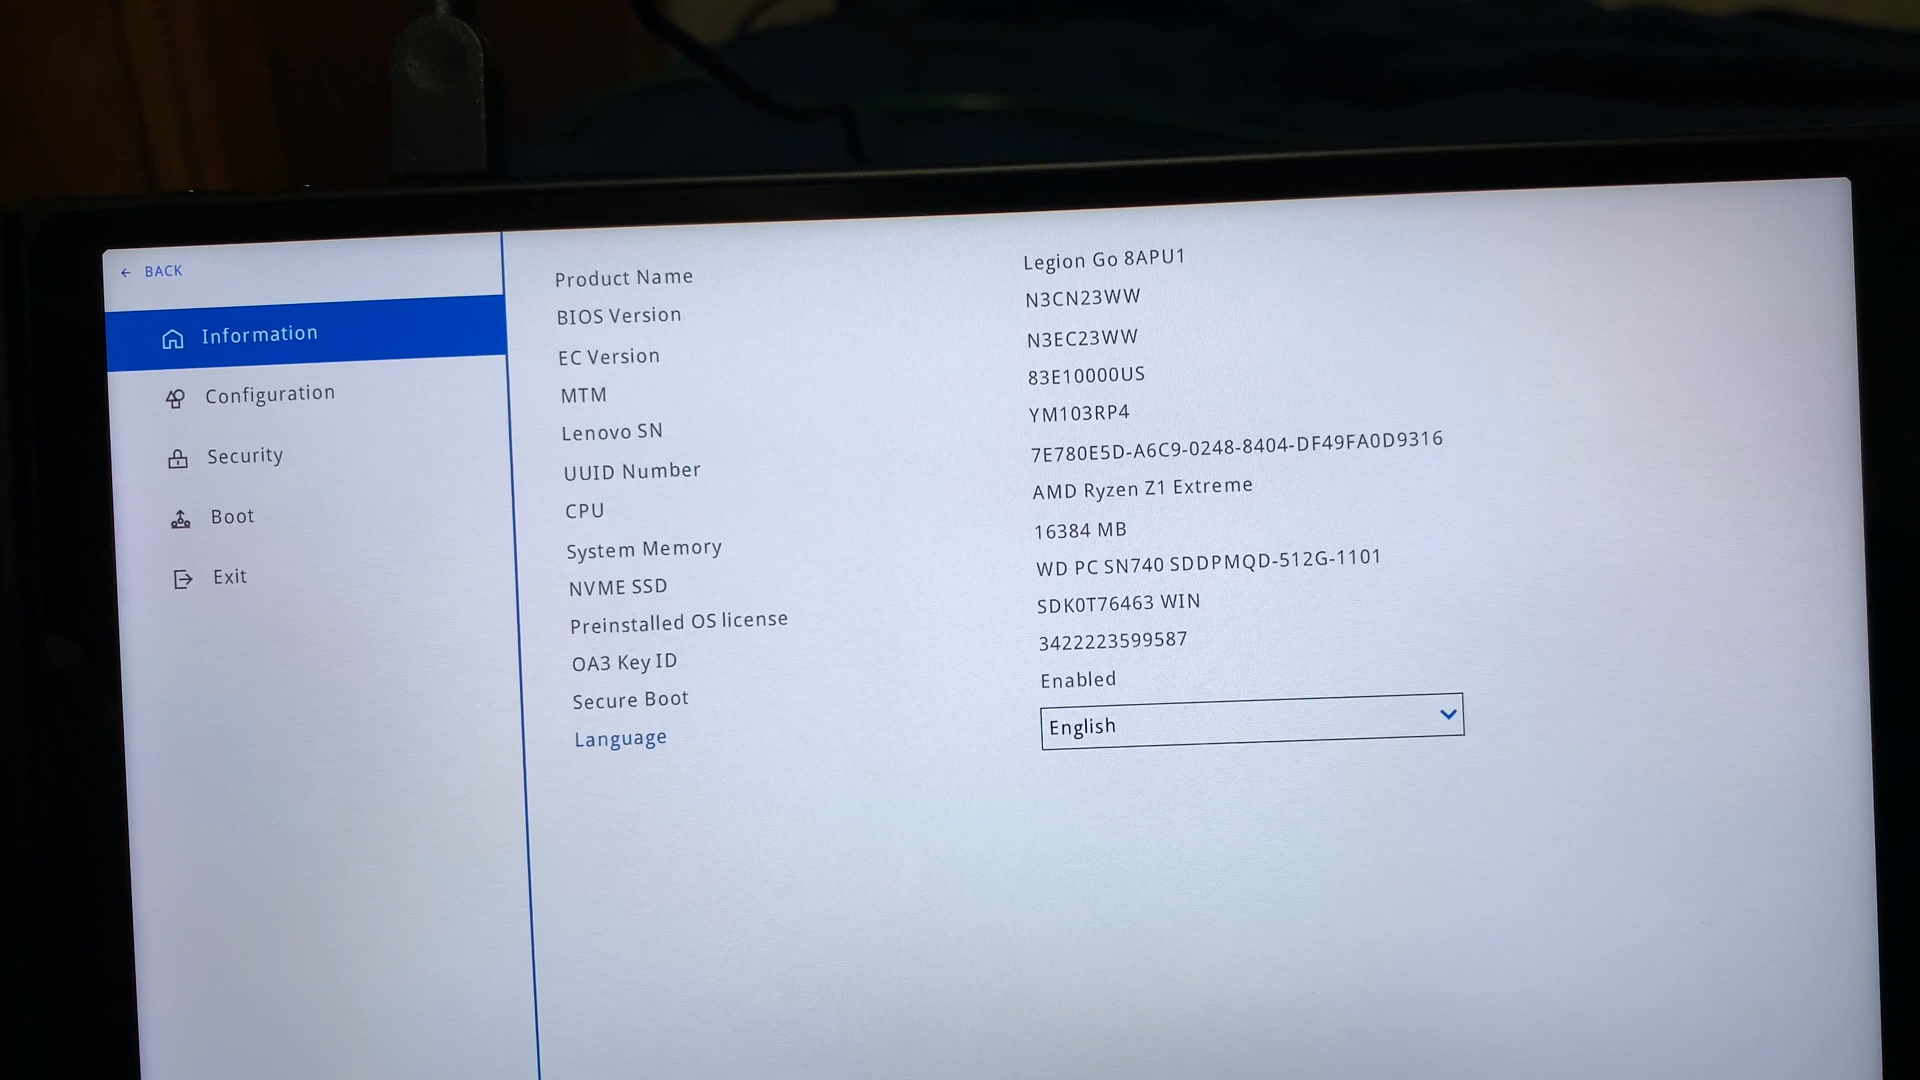 ← BACK
Information
Configuration
Security
Boot
Exit
Product Name Legion Go 8APU1
BIOS Version N3CN23WW
EC Version N3EC23WW
MTM 83E10000US
Lenovo SN YM103RP4
UUID Number 7E780E5D-A6C9-0248-8404-DF49FA0D9316
CPU AMD Ryzen Z1 Extreme
System Memory 16384 MB
NVME SSD WD PC SN740 SDDPMQD-512G-1101
Preinstalled OS license SDK0T76463 WIN
OA3 Key ID 3422223599587
Secure Boot Enabled
Language English